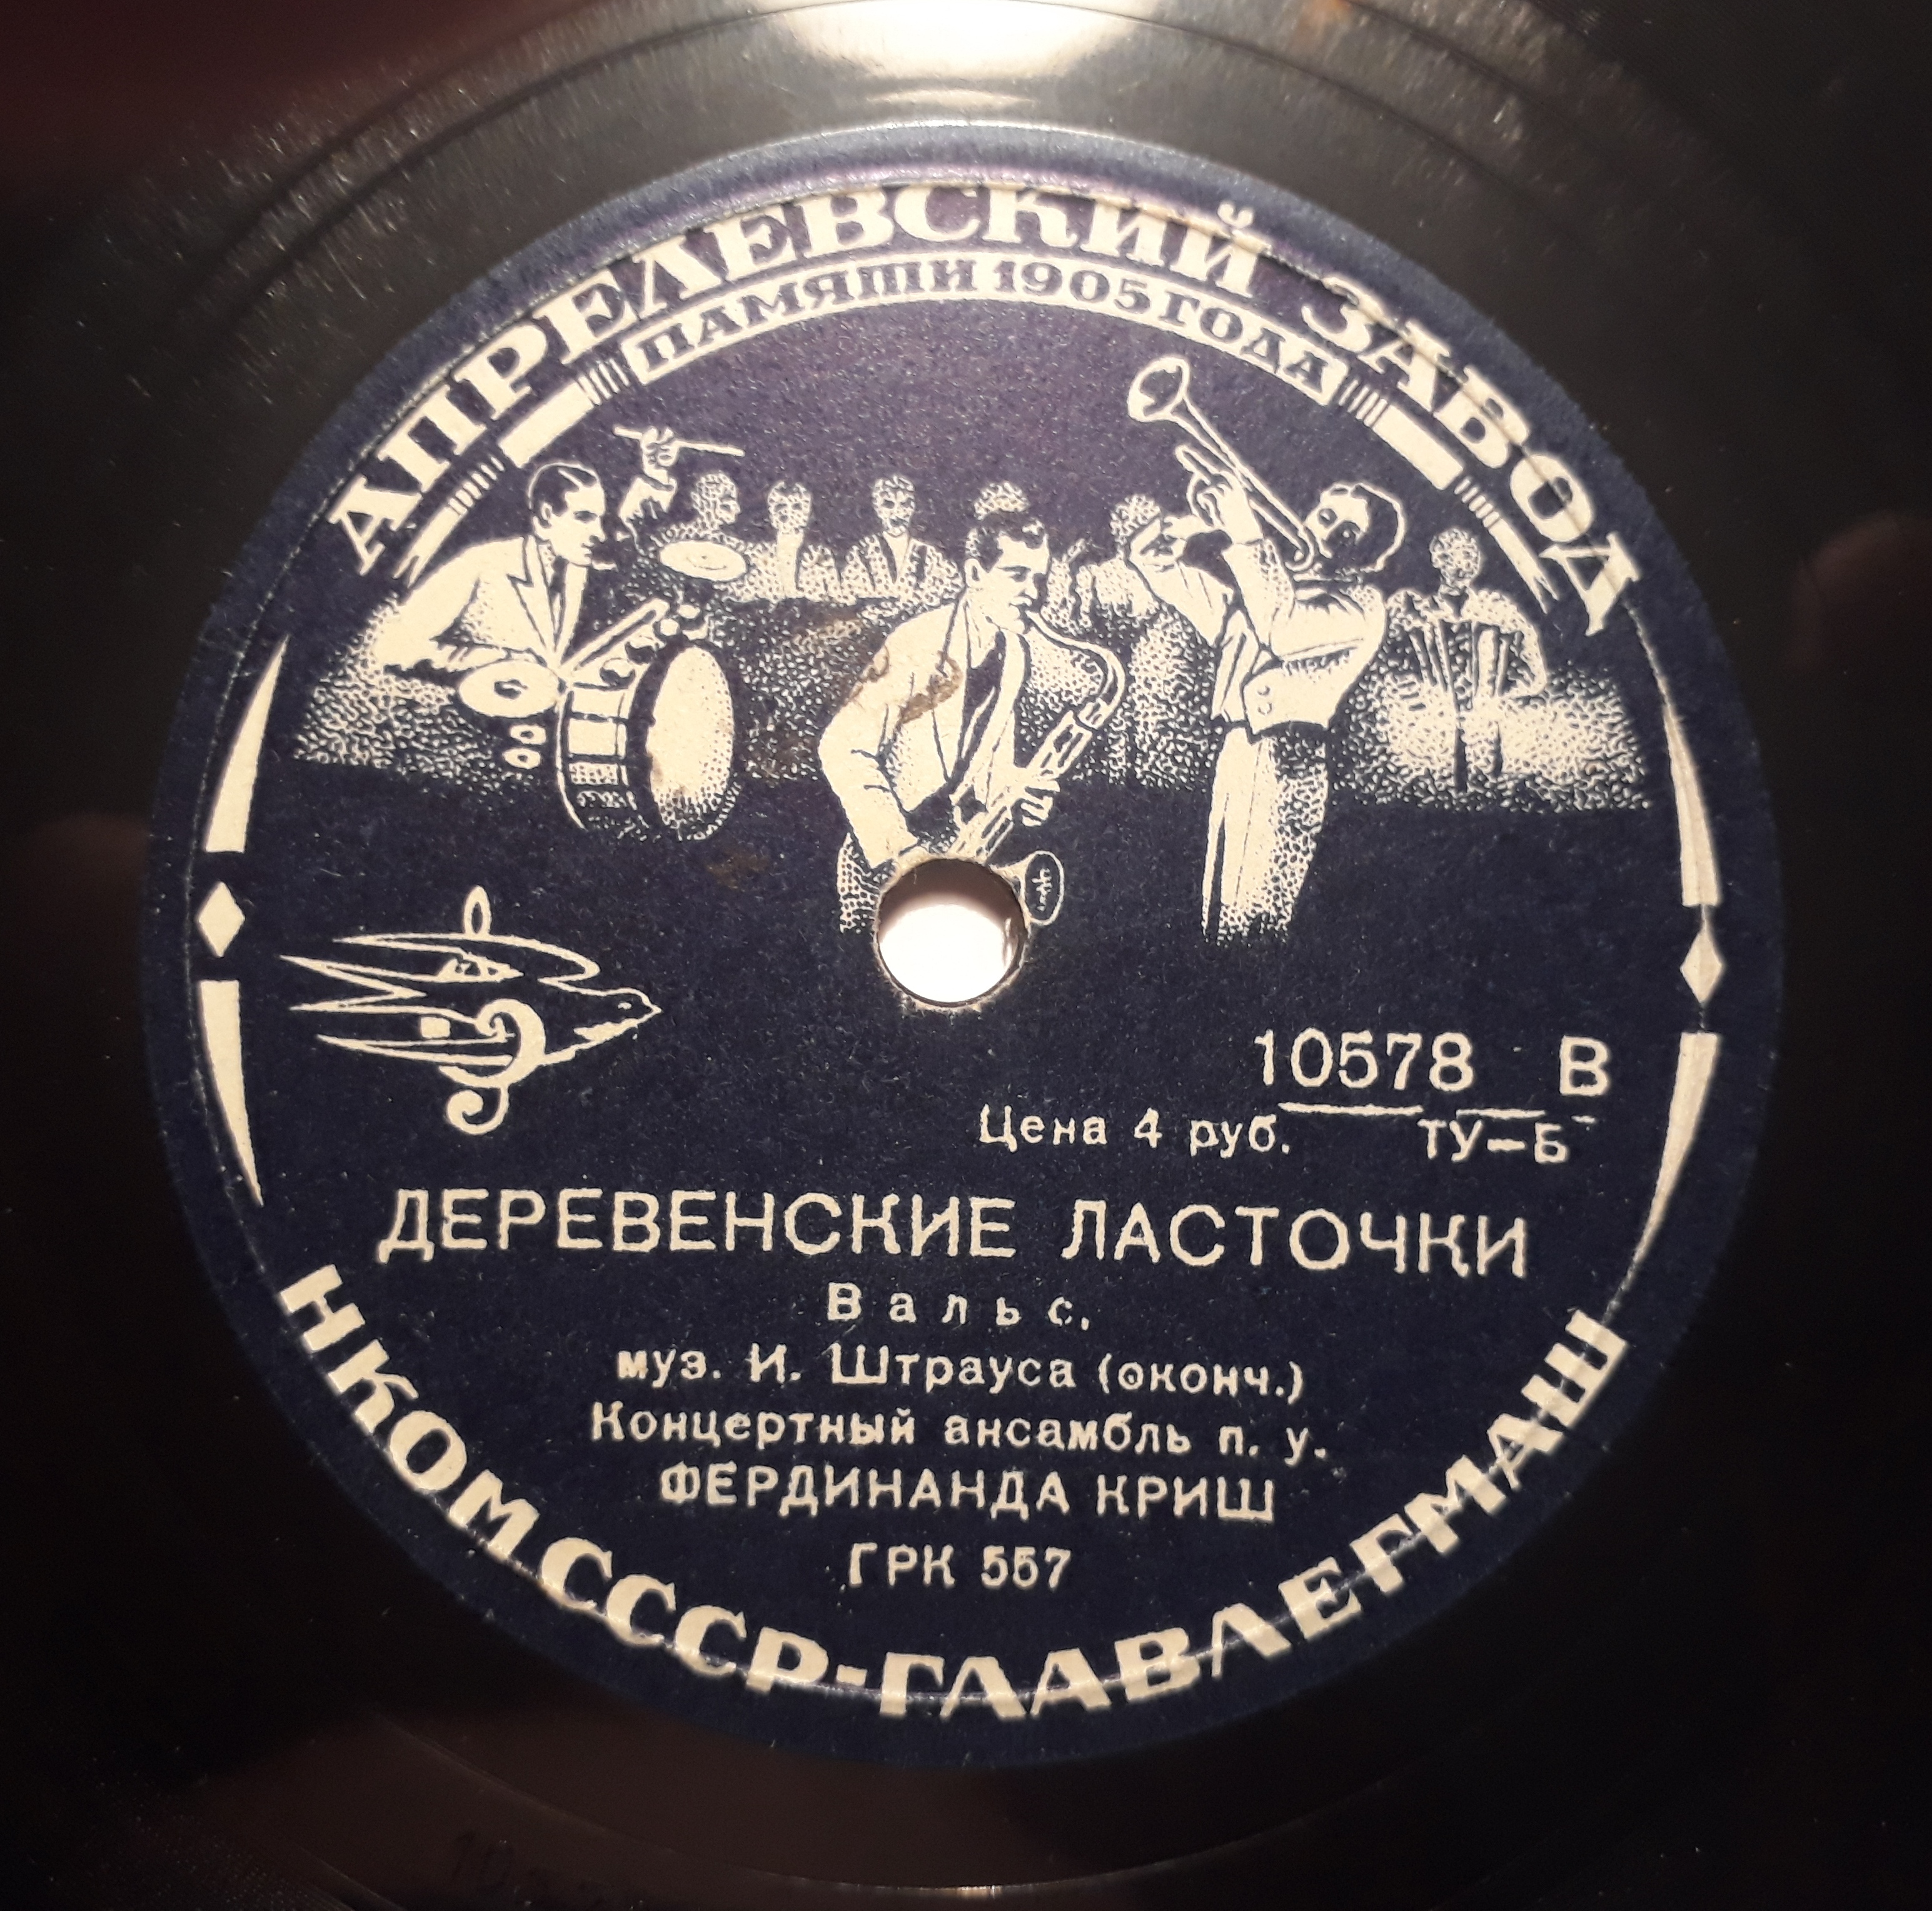 АПРЕЛЕВСКИЙ ЗАВОД
ПАМЯТИ 1905 ГОДА
10578 В
Цена 4 руб. ТУ-Б
ДЕРЕВЕНСКИЕ ЛАСТОЧКИ
Вальс.
муз. И. Штрауса (оконч.)
Концертный ансамбль п. у.
ФЕРДИНАНДА КРИШ
ГРК 557
НКОМ СССР-ГЛАВЛЕГМАШ